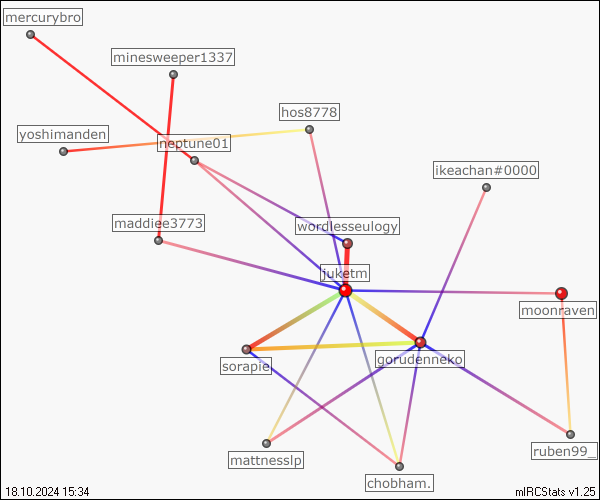 mercurybro
minesweeper1337
hos8778
yoshimanden
neptune01
ikeachan#0000
maddiee3773
wordlesseulogy
juketm
moonraven
gorudenneko
sorapie
ruben99_
mattnesslp
chobham.
18.10.2024 15:34
mIRCStats v1.25